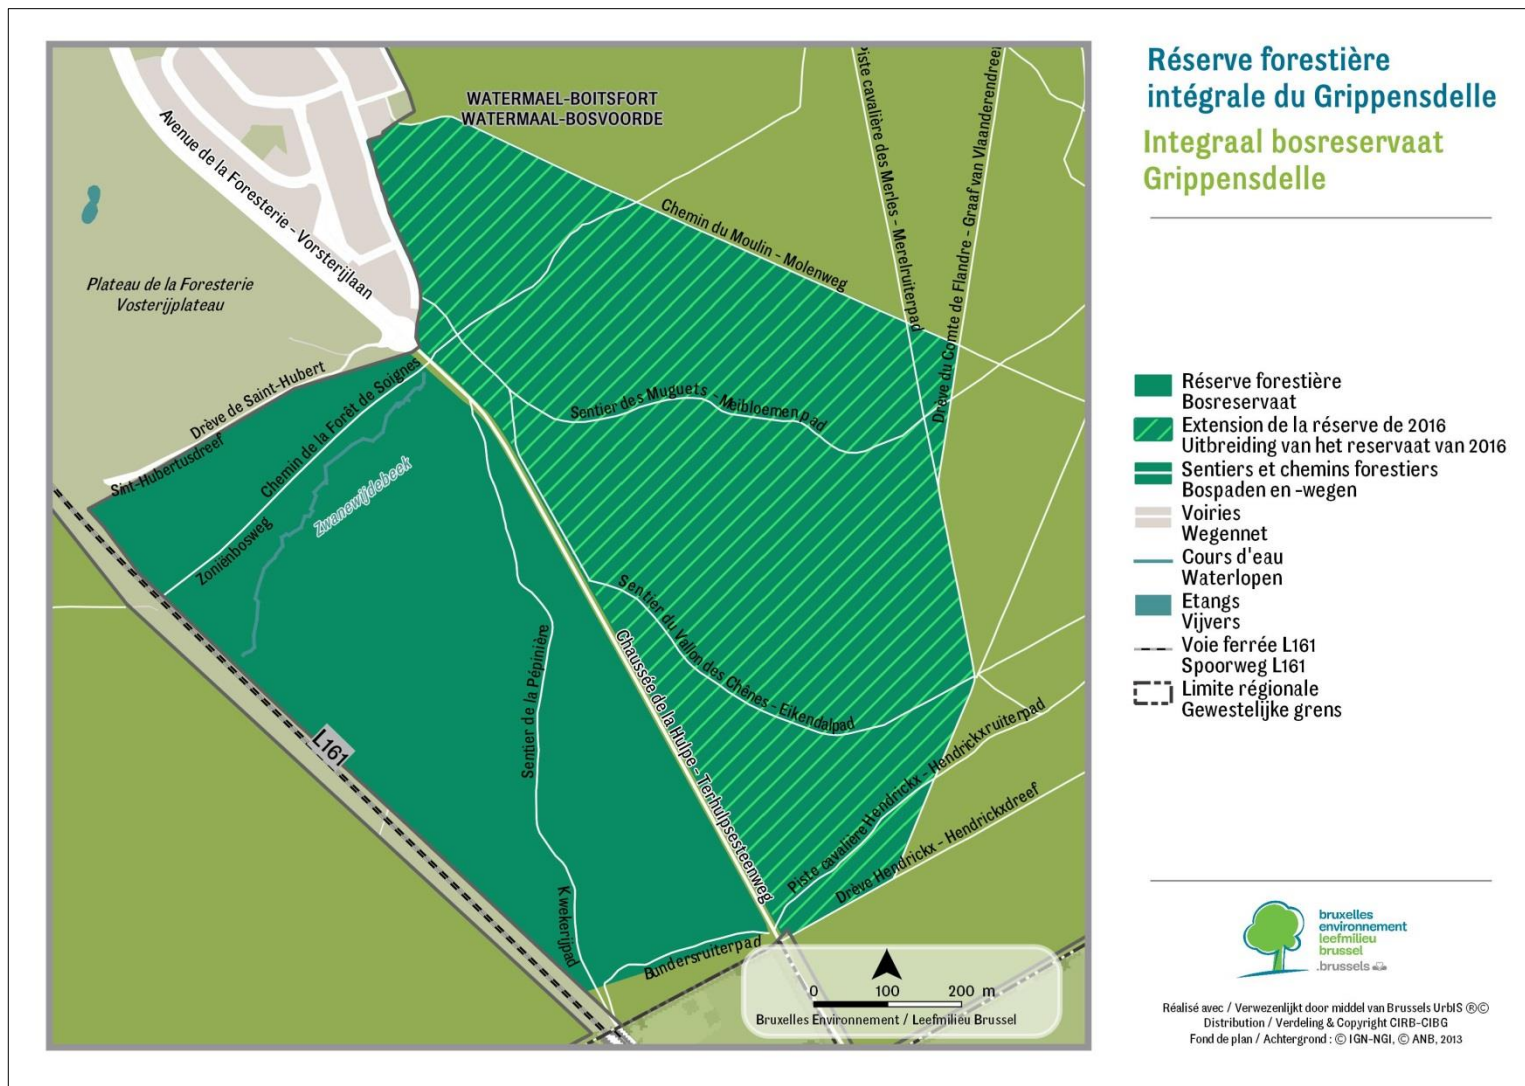 Réserve forestière
intégrale du Grippensdelle
Integraal bosreservaat
Grippensdelle
WATERMAEL-BOITSFORT
WATERMAAL-BOSVOORDE
Avenue de la Foresterie - Vorsterijlaan
Plateau de la Foresterie
Vosterijplateau
Piste cavalière des Merles - Merelruiterpad
Drève du Comte de Flandre - Graaf van Vlaanderendreef
Chemin du Moulin - Molenweg
Drève de Saint-Hubert
Sint-Hubertusdreef
Chemin de la Forêt de Soignes
Zoniënbosweg
Zwanewijdebeek
Sentier des Muguets - Meibloemenpad
Sentier du Vallon des Chênes - Eikendalpad
Chaussée de la Hulpe - Terhulpsesteenweg
Sentier de la Pépinière
Kwekerijpad
L161
Piste cavalière Hendrickx - Hendrickxruiterpad
Drève Hendrickx - Hendrickxdreef
Bundersruiterpad
0 100 200 m
Bruxelles Environnement / Leefmilieu Brussel
Réserve forestière
Bosreservaat
Extension de la réserve de 2016
Uitbreiding van het reservaat van 2016
Sentiers et chemins forestiers
Bospaden en -wegen
Voiries
Wegennet
Cours d'eau
Waterlopen
Etangs
Vijvers
Voie ferrée L161
Spoorweg L161
Limite régionale
Gewestelijke grens
bruxelles
environnement
leefmilieu
brussel
.brussels
Réalisé avec / Verwezenlijkt door middel van Brussels UrbIS ®©
Distribution / Verdeling & Copyright CIRB-CIBG
Fond de plan / Achtergrond : © IGN-NGI, © ANB, 2013